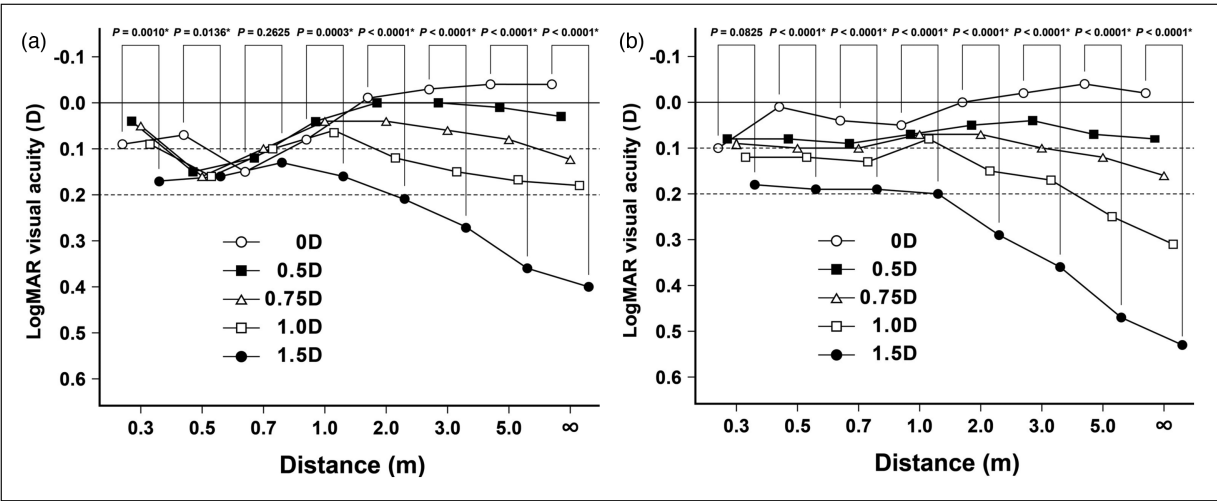 (a)
P = 0.0010* P = 0.0136* P = 0.2625 P = 0.0003* P < 0.0001* P < 0.0001* P < 0.0001* P < 0.0001*
-0.1
0.0
0.1
0.2
0.3
0.4
0.5
0.6
LogMAR visual acuity (D)
0D
0.5D
0.75D
1.0D
1.5D
0.3 0.5 0.7 1.0 2.0 3.0 5.0 ∞
Distance (m)
(b)
P = 0.0825 P < 0.0001* P < 0.0001* P < 0.0001* P < 0.0001* P < 0.0001* P < 0.0001* P < 0.0001*
-0.1
0.0
0.1
0.2
0.3
0.4
0.5
0.6
LogMAR visual acuity (D)
0D
0.5D
0.75D
1.0D
1.5D
0.3 0.5 0.7 1.0 2.0 3.0 5.0 ∞
Distance (m)